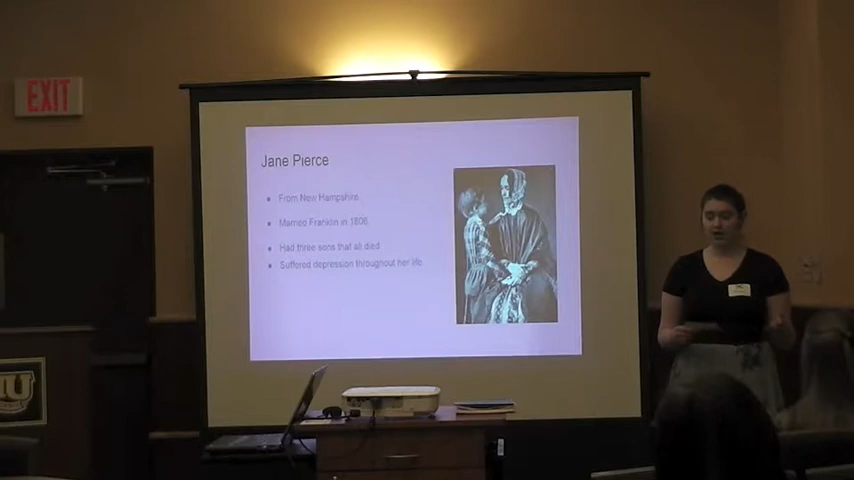 EXIT
Jane Pierce
From New Hampshire
Married Franklin in 1806
Had three sons that all died
Suffered depression throughout her life